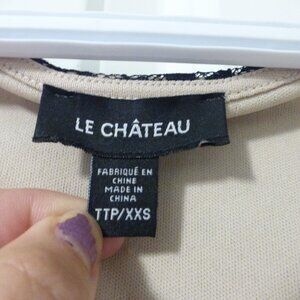 LE CHÂTEAU
FABRIQUÉ EN
CHINE
MADE IN
CHINA
TTP/XXS